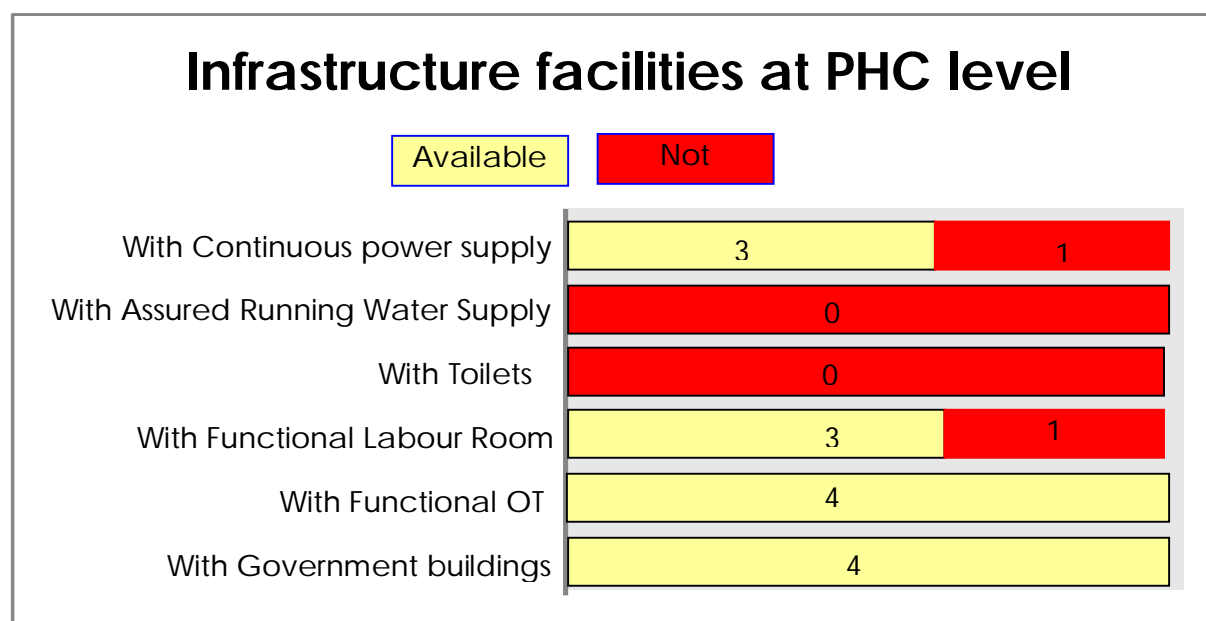 Infrastructure facilities at PHC level
Available Not
With Continuous power supply 3 1
With Assured Running Water Supply 0
With Toilets 0
With Functional Labour Room 3 1
With Functional OT 4
With Government buildings 4